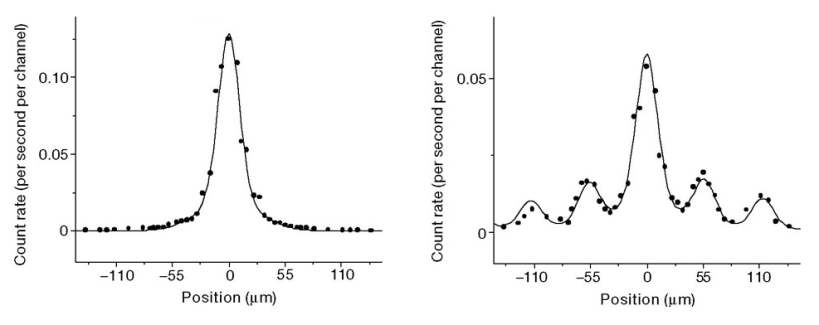 Count rate (per second per channel)
0.10
0.05
0
−110 −55 0 55 110
Position (µm)
Count rate (per second per channel)
0.05
0
−110 −55 0 55 110
Position (µm)